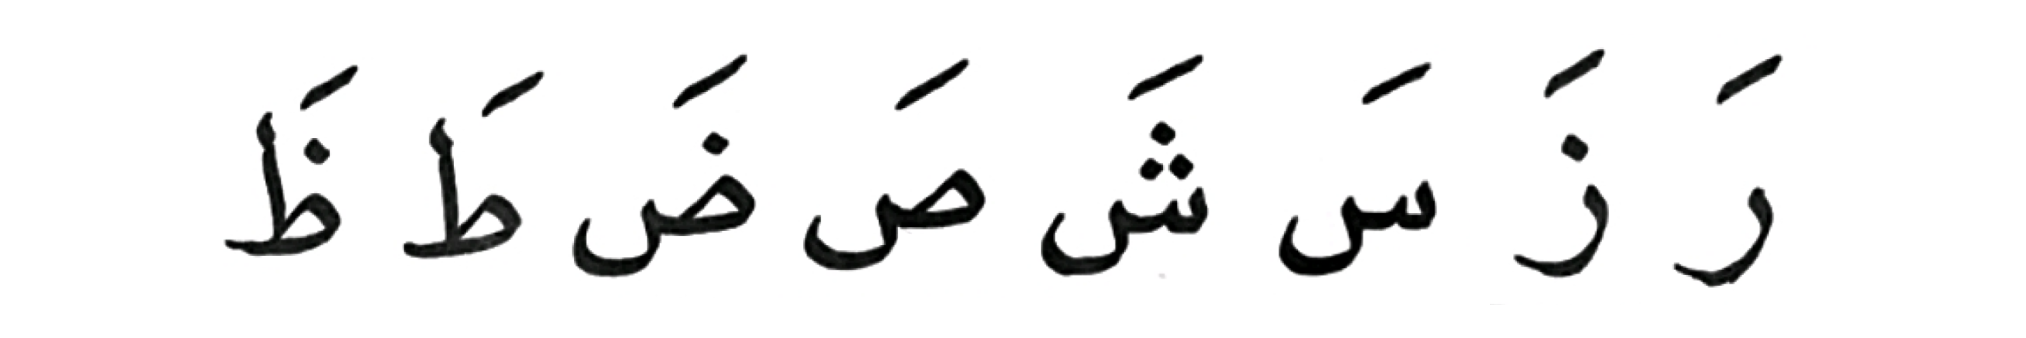 رَ زَ سَ شَ صَ ضَ طَ ظَ